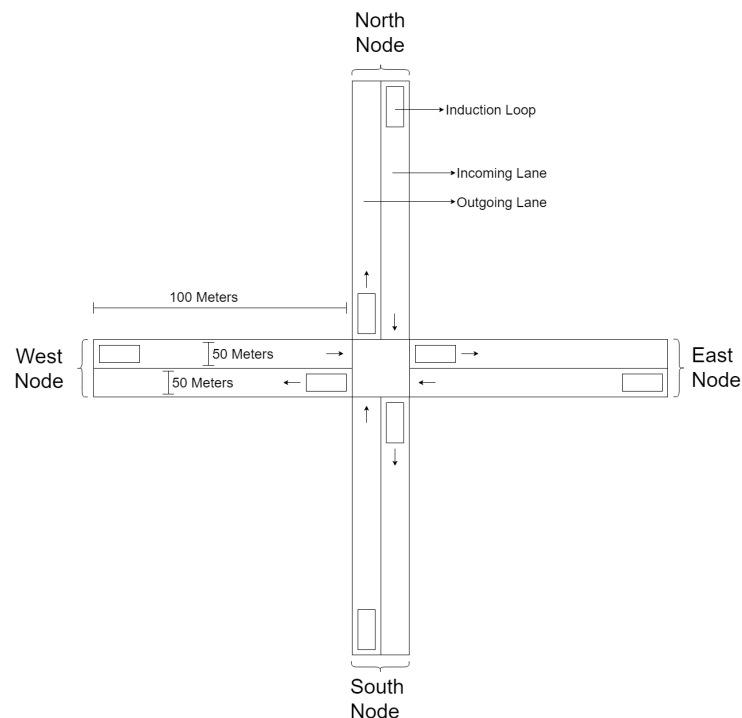 North
Node
Induction Loop
Incoming Lane
Outgoing Lane
100 Meters
West
Node
50 Meters
50 Meters
East
Node
South
Node